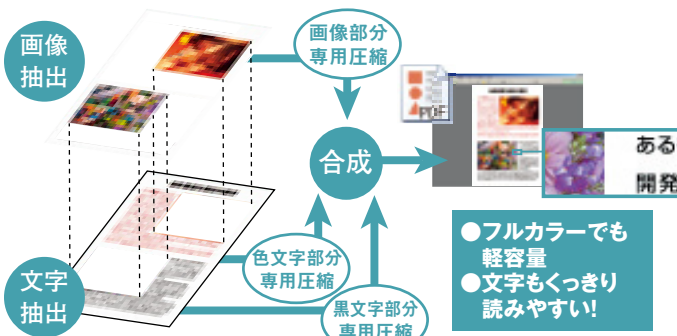 画像
抽出
画像部分
専用圧縮
PDF
合成
ある
開発
文字
抽出
色文字部分
専用圧縮
黒文字部分
専用圧縮
●フルカラーでも
軽容量
●文字もくっきり
読みやすい!